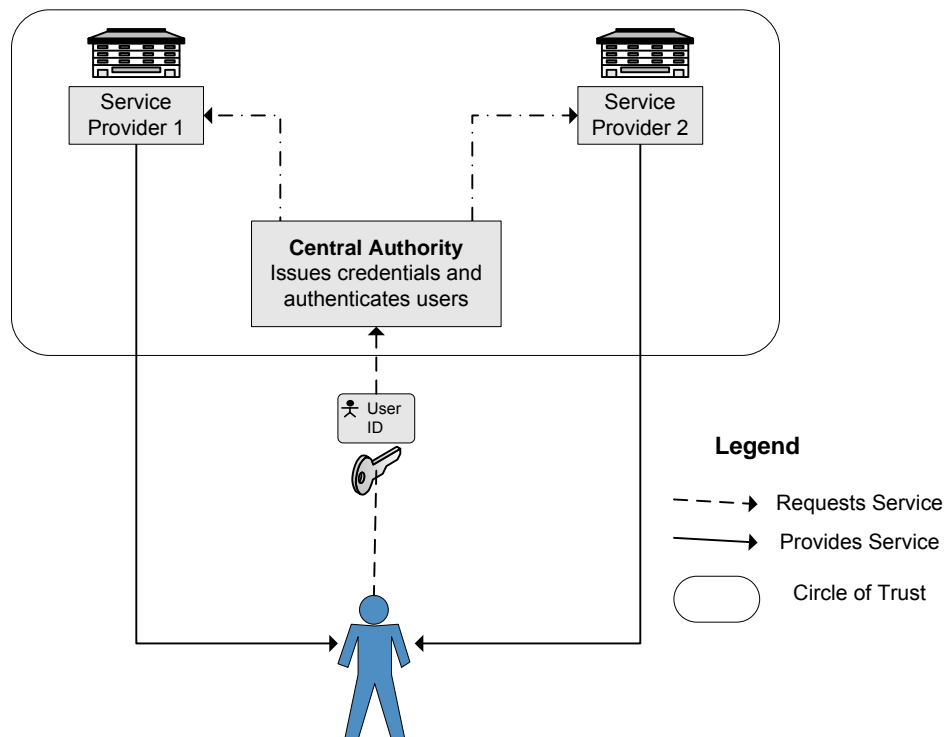 Service
Provider 1
Service
Provider 2
Central Authority
Issues credentials and
authenticates users
User
ID
Legend
Requests Service
Provides Service
Circle of Trust